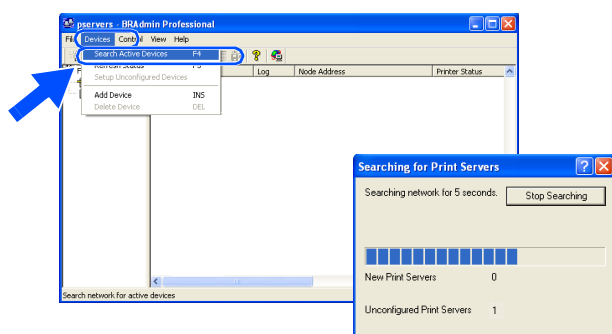 pservers - BRAdmin Professional
Devices Control View Help
Search Active Devices F4
Refresh Status F5
Setup Unconfigured Devices
Add Device INS
Delete Device DEL
Log Node Address Printer Status
Search network for active devices
Searching for Print Servers
Searching network for 5 seconds.
Stop Searching
New Print Servers 0
Unconfigured Print Servers 1